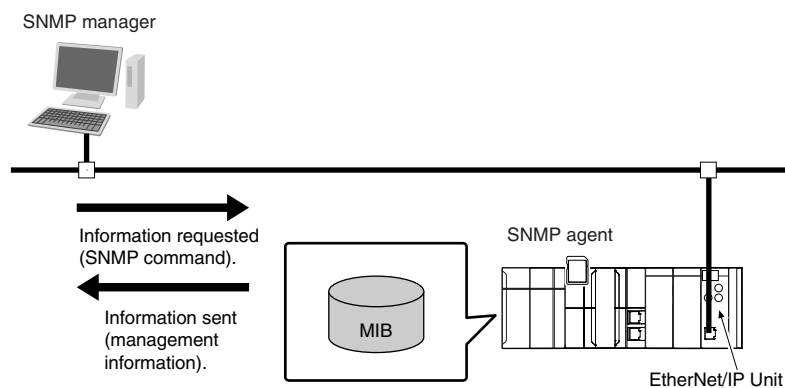 SNMP manager
Information requested
(SNMP command).
SNMP agent
Information sent
(management
information).
MIB
EtherNet/IP Unit